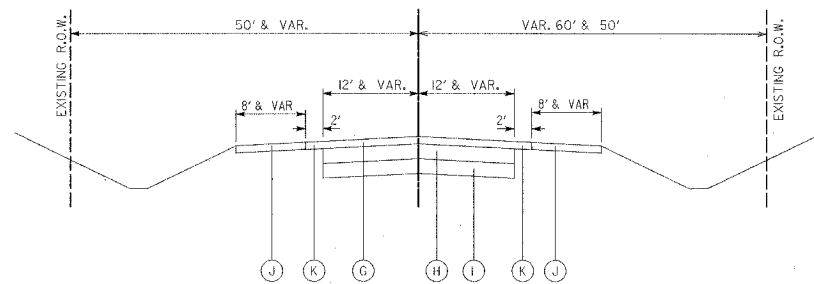 50' & VAR.
VAR. 60' & 50'
EXISTING R.O.W.
EXISTING R.O.W.
12' & VAR.
12' & VAR.
8' & VAR
8' & VAR
2'
2'
J
K
G
H
I
K
J